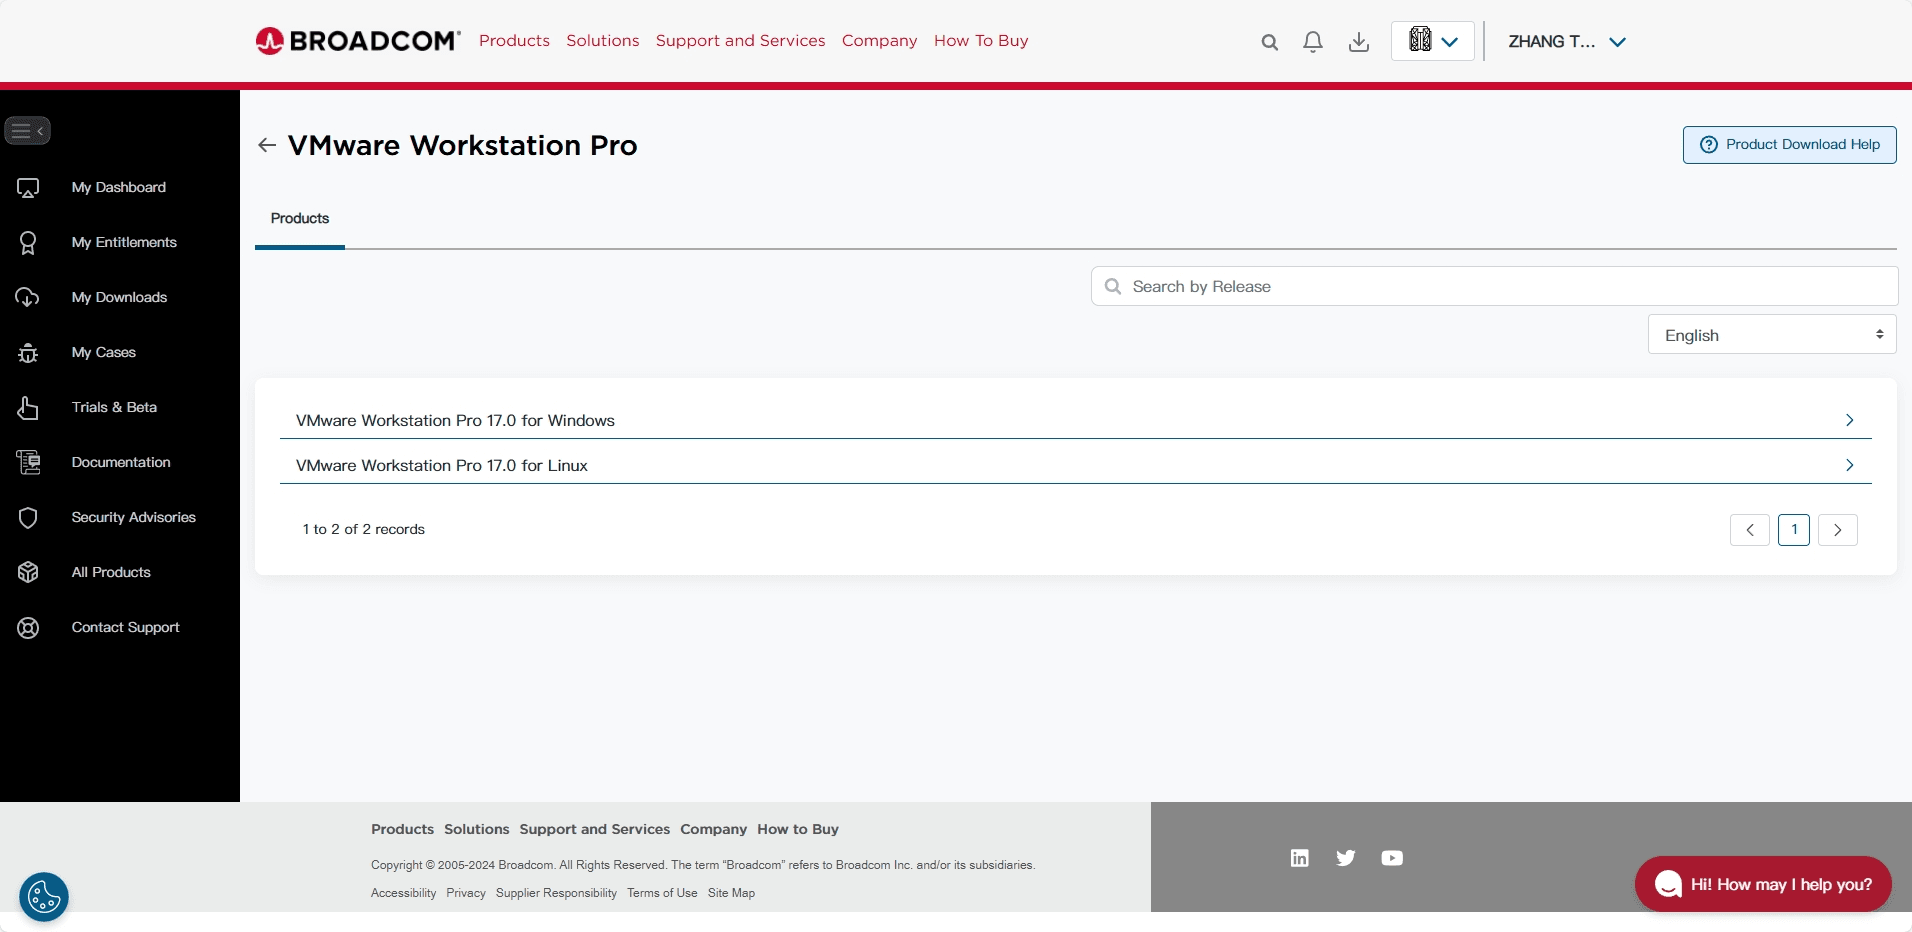 BROADCOM Products Solutions Support and Services Company How To Buy ZHANG T...
VMware Workstation Pro
Product Download Help
My Dashboard
My Entitlements
My Downloads
My Cases
Trials & Beta
Documentation
Security Advisories
All Products
Contact Support
Products
Search by Release
English
VMware Workstation Pro 17.0 for Windows
VMware Workstation Pro 17.0 for Linux
1 to 2 of 2 records
1
Products Solutions Support and Services Company How to Buy
Copyright © 2005-2024 Broadcom. All Rights Reserved. The term “Broadcom” refers to Broadcom Inc. and/or its subsidiaries.
Accessibility Privacy Supplier Responsibility Terms of Use Site Map
Hi! How may I help you?